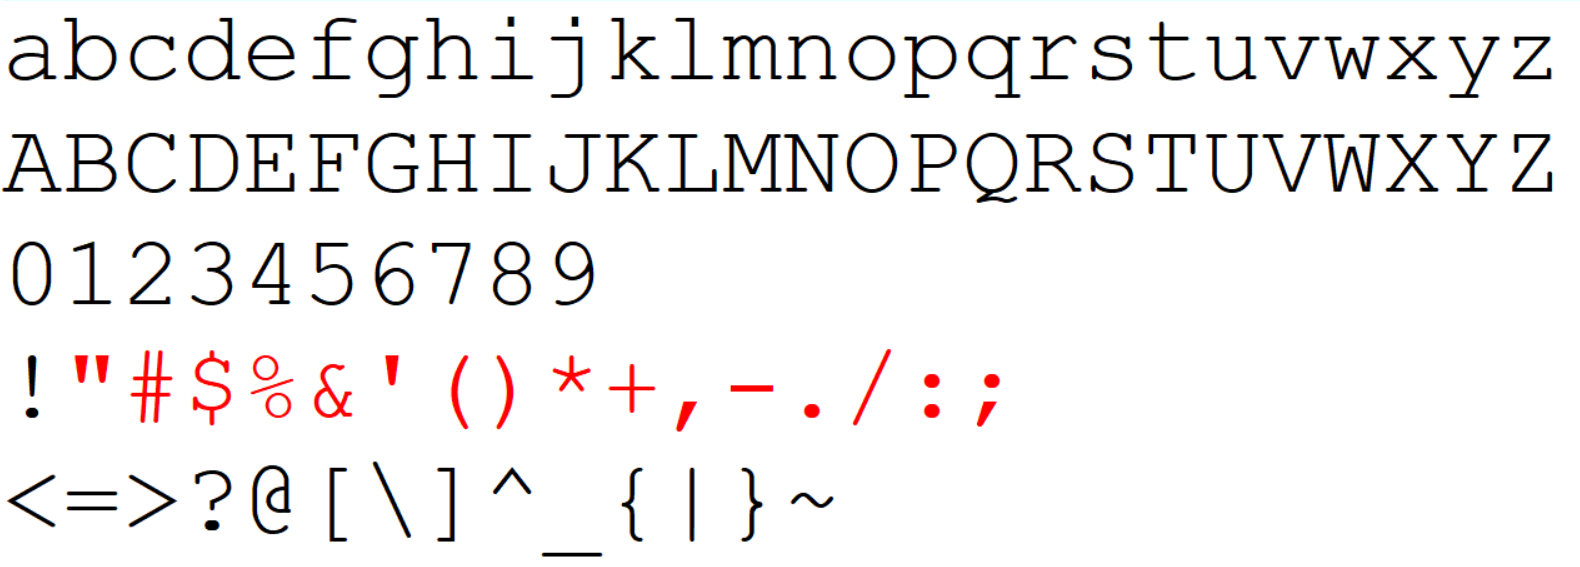 abcdefghijklmnopqrstuvwxyz
ABCDEFGHIJKLMNOPQRSTUVWXYZ
0123456789
!"#$%&'()*+,-./:;
<=>?@[\]^_{|}~